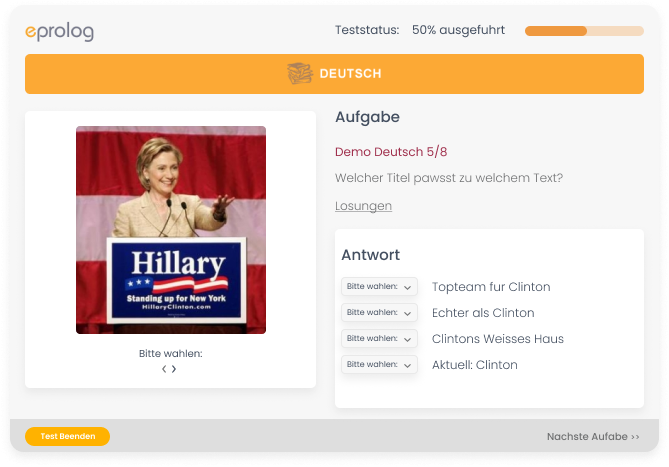 eprolog
Teststatus: 50% ausgefuhrt
DEUTSCH
Hillary
Standing up for New York
HillaryClinton.com
Bitte wahlen:
Aufgabe
Demo Deutsch 5/8
Welcher Titel pawsst zu welchem Text?
Losungen
Antwort
Bitte wahlen: Topteam fur Clinton
Bitte wahlen: Echter als Clinton
Bitte wahlen: Clintons Weisses Haus
Bitte wahlen: Aktuell: Clinton
Test Beenden
Nachste Aufabe >>